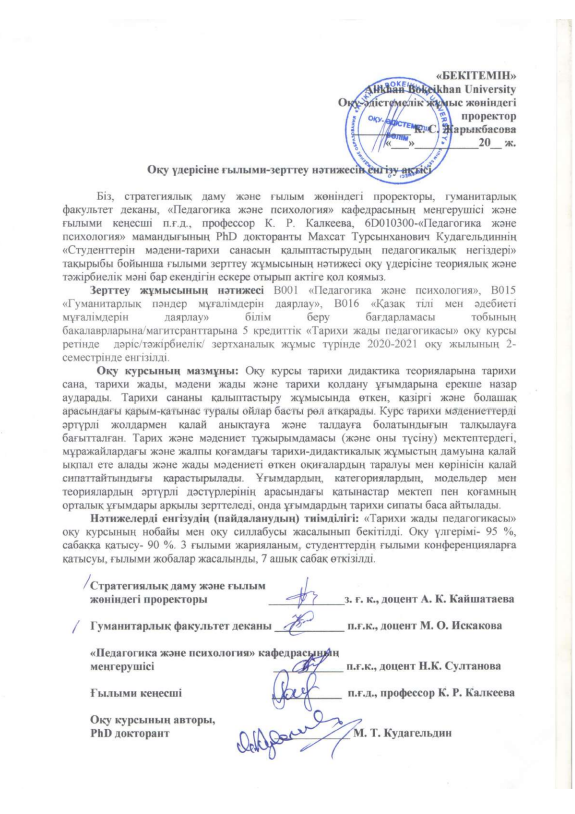 «БЕКІТЕМІН»
Alikhan Bokeikhan University
Оқу-әдістемелік жұмыс жөніндегі
проректор
К. С. Жарықбасова
«___»__________20__ ж.
Оқу үдерісіне ғылыми-зерттеу нәтижесін енгізу актісі
Біз, стратегиялық даму және ғылым жөніндегі проректоры, гуманитарлық
факультет деканы, «Педагогика және психология» кафедрасының меңгерушісі және
ғылыми кеңесші п.ғ.д., профессор К. Р. Калкеева, 6D010300-«Педагогика және
психология» мамандығының PhD докторанты Махсат Турсынханович Кудагельдиннің
«Студенттерін мәдени-тарихи санасын қалыптастырудың педагогикалық негіздері»
тақырыбы бойынша ғылыми зерттеу жұмысының нәтижесі оқу үдерісіне теориялық және
тәжірибелік мәні бар екендігін ескере отырып актіге қол қоямыз.
Зерттеу жұмысының нәтижесі В001 «Педагогика және психология», В015
«Гуманитарлық пәндер мұғалімдерін даярлау», В016 «Қазақ тілі мен әдебиеті
мұғалімдерін даярлау» білім беру бағдарламасы тобының
бакалаврларына/магитсранттарына 5 кредиттік «Тарихи жады педагогикасы» оқу курсы
ретінде дәріс/тәжірибелік/ зертханалық жұмыс түрінде 2020-2021 оқу жылының 2-
семестрінде енгізілді.
Оқу курсының мазмұны: Оқу курсы тарихи дидактика теорияларына тарихи
сана, тарихи жады, мәдени жады және тарихи қолдану ұғымдарына ерекше назар
аударады. Тарихи сананы қалыптастыру жұмысында өткен, қазіргі және болашақ
арасындағы қарым-қатынас туралы ойлар басты рөл атқарады. Курс тарихи мәдениеттерді
әртүрлі жолдармен қалай анықтауға және талдауға болатындығын талқылауға
бағытталған. Тарих және мәдениет тұжырымдамасы (және оны түсіну) мектептердегі,
мұражайлардағы және жалпы қоғамдағы тарихи-дидактикалық жұмыстың дамуына қалай
ықпал ете алады және жады мәдениеті өткен оқиғалардың таралуы мен көрінісін қалай
сипаттайтындығы қарастырылады. Ұғымдардың, категориялардың, модельдер мен
теориялардың әртүрлі дәстүрлерінің арасындағы қатынастар мектеп пен қоғамның
орталық ұғымдары арқылы зерттеледі, онда ұғымдардың тарихи сипаты баса айтылады.
Нәтижелерді енгізудің (пайдаланудың) тиімділігі: «Тарихи жады педагогикасы»
оқу курсының нобайы мен оқу силлабусы жасалынып бекітілді. Оқу үлгерімі- 95 %,
сабаққа қатысу- 90 %. 3 ғылыми жарияланым, студенттердің ғылыми конференцияларға
қатысуы, ғылыми жобалар жасалынды, 7 ашық сабақ өткізілді.
Стратегиялық даму және ғылым
жөніндегі проректоры ____________з. ғ. к., доцент А. К. Кайшатаева
Гуманитарлық факультет деканы ___________ п.ғ.к., доцент М. О. Искакова
«Педагогика және психология» кафедрасының
меңгерушісі ___________ п.ғ.к., доцент Н.К. Султанова
Ғылыми кеңесші ___________ п.ғ.д., профессор К. Р. Калкеева
Оқу курсының авторы,
PhD докторант ___________ М. Т. Кудагельдин